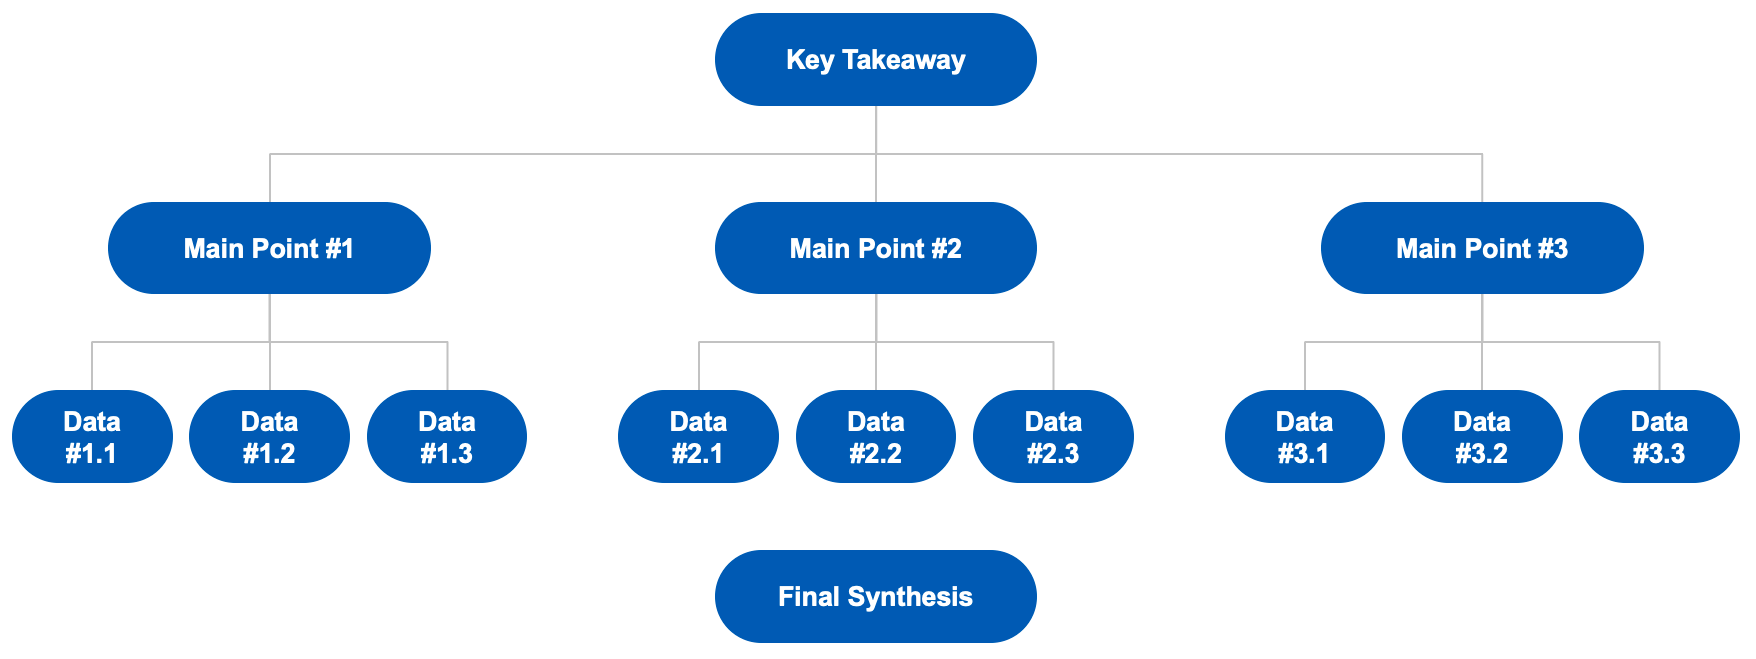 Key Takeaway
Main Point #1
Main Point #2
Main Point #3
Data
#1.1
Data
#1.2
Data
#1.3
Data
#2.1
Data
#2.2
Data
#2.3
Data
#3.1
Data
#3.2
Data
#3.3
Final Synthesis